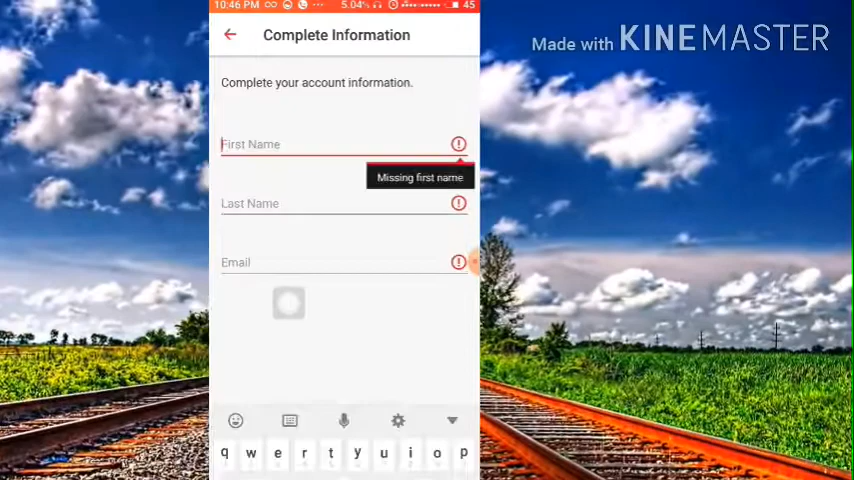 10:46 PM ... 5.04% 45
Complete Information
Made with KINEMASTER
Complete your account information.
First Name
Missing first name
Last Name
Email
q w e r t y u i o p